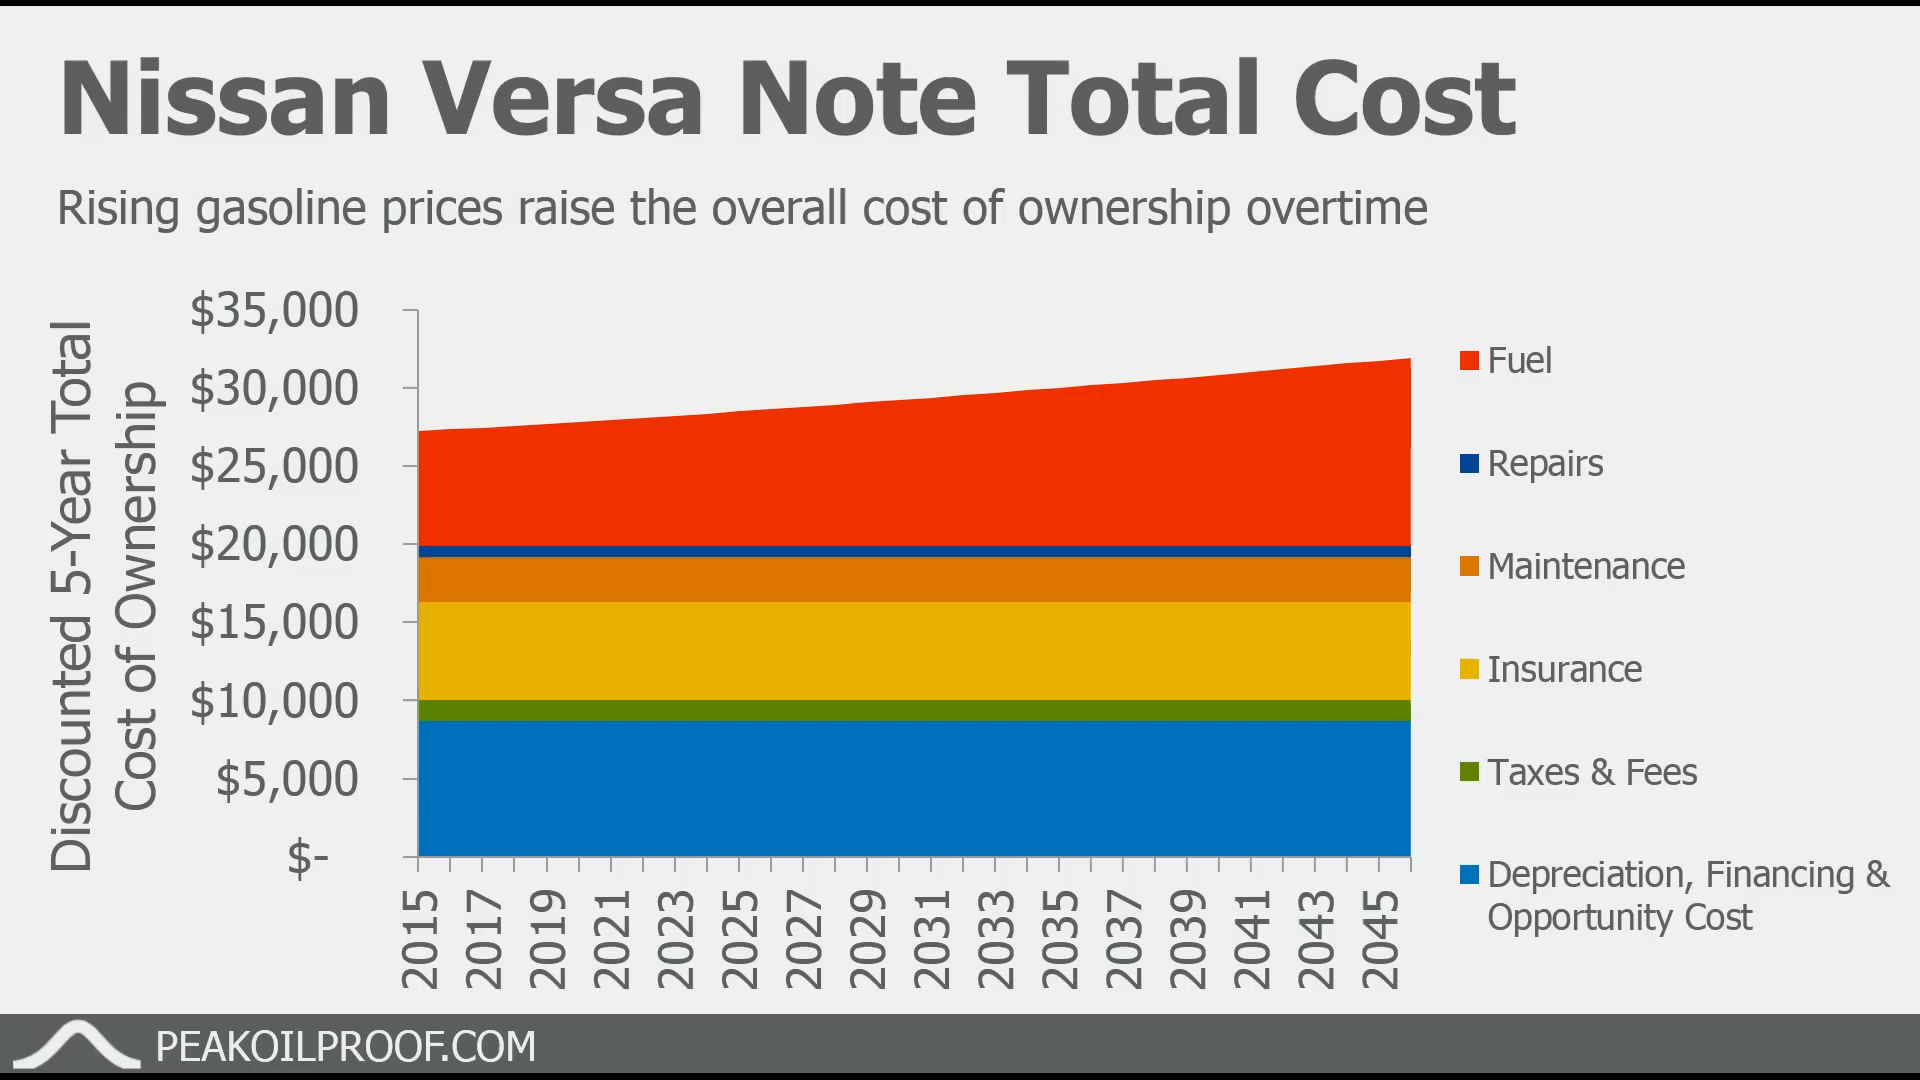 Nissan Versa Note Total Cost
Rising gasoline prices raise the overall cost of ownership overtime
Discounted 5-Year Total
Cost of Ownership
$35,000
$30,000
$25,000
$20,000
$15,000
$10,000
$5,000
$-
2015
2017
2019
2021
2023
2025
2027
2029
2031
2033
2035
2037
2039
2041
2043
2045
Fuel
Repairs
Maintenance
Insurance
Taxes & Fees
Depreciation, Financing &
Opportunity Cost
PEAKOILPROOF.COM